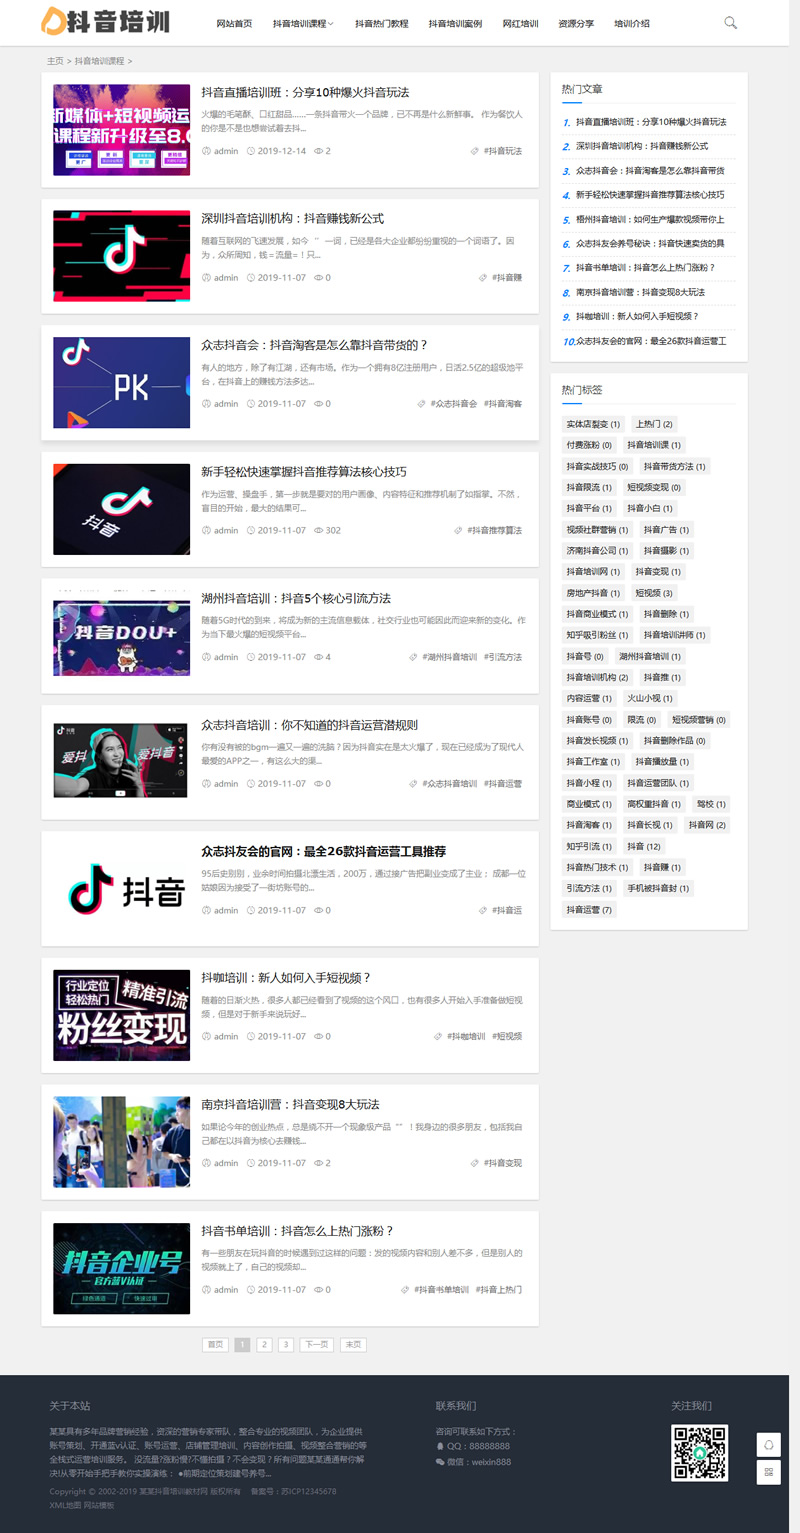 抖音培训
网站首页 抖音培训课程 抖音热门教程 抖音培训案例 网红培训 资源分享 培训介绍
主页 > 抖音培训课程 >
新媒体+短视频运
课程新升级至8.0
抖音直播培训班：分享10种爆火抖音玩法
火爆的毛笔酥、口红甜品……一条抖音带火一个品牌，已不再是什么新鲜事。 作为餐饮人
的你是不是也想尝试着去抖...
admin 2019-12-14 2 #抖音玩法
深圳抖音培训机构：抖音赚钱新公式
随着互联网的飞速发展，如今 “ 一词，已经是各大企业都纷纷重视的一个词语了。因
为，众所周知，钱＝流量=！只...
admin 2019-11-07 0 #抖音赚
PK
众志抖音会：抖音淘客是怎么靠抖音带货的？
有人的地方，除了有江湖，还有市场。作为一个拥有8亿注册用户，日活2.5亿的超级池平
台，在抖音上的赚钱方法多达...
admin 2019-11-07 0 #众志抖音会 #抖音淘客
抖音
新手轻松快速掌握抖音推荐算法核心技巧
作为运营、操盘手，第一步就是要对的用户画像、内容特征和推荐机制了如指掌。不然，
盲目的开始，最大的结果可...
admin 2019-11-07 302 #抖音推荐算法
抖音DOU+
湖州抖音培训：抖音5个核心引流方法
随着5G时代的到来，将成为新的主流信息载体，社交行业也可能因此而迎来新的变化。作
为当下最火爆的短视频平台...
admin 2019-11-07 4 #湖州抖音培训 #引流方法
爱抖 爱抖音
众志抖音培训：你不知道的抖音运营潜规则
你有没有被的bgm一遍又一遍的洗脑？因为抖音实在是太火爆了，现在已经成为了现代人
最爱的APP之一，有这么大的渠...
admin 2019-11-07 0 #众志抖音培训 #抖音运营
抖音
众志抖友会的官网：最全26款抖音运营工具推荐
95后史别别，业余时间拍摄北漂生活，200万，通过接广告把副业变成了主业； 成都一位
姑娘因为接受了一街坊账号的...
admin 2019-11-07 0 #抖音运
行业定位
轻松热门
精准引流
粉丝变现
抖咖培训：新人如何入手短视频？
随着的日渐火热，很多人都已经看到了视频的这个风口，也有很多人开始入手准备做短视
频，但是对于新手来说玩好...
admin 2019-11-07 0 #抖咖培训 #短视频
南京抖音培训营：抖音变现8大玩法
如果论今年的创业热点，总是绕不开一个现象级产品“”！我身边的很多朋友，包括我自
己都在以抖音为核心去赚钱...
admin 2019-11-07 2 #抖音变现
抖音企业号
官方蓝V认证
绿色通道 快速过审
抖音书单培训：抖音怎么上热门涨粉？
有一些朋友在玩抖音的时候遇到过这样的问题：发的视频内容和别人差不多，但是别人的
视频就上了，自己的视频却...
admin 2019-11-07 0 #抖音书单培训 #抖音上热门
首页 1 2 3 下一页 末页
热门文章
1. 抖音直播培训班：分享10种爆火抖音玩法
2. 深圳抖音培训机构：抖音赚钱新公式
3. 众志抖音会：抖音淘客是怎么靠抖音带货
4. 新手轻松快速掌握抖音推荐算法核心技巧
5. 梧州抖音培训：如何生产爆款视频带你上
6. 众志抖友会养号秘诀：抖音快速卖货的具
7. 抖音书单培训：抖音怎么上热门涨粉？
8. 南京抖音培训营：抖音变现8大玩法
9. 抖咖培训：新人如何入手短视频？
10. 众志抖友会的官网：最全26款抖音运营工
热门标签
实体店裂变 (1) 上热门 (2)
付费涨粉 (0) 抖音培训课 (1)
抖音实战技巧 (0) 抖音带货方法 (1)
抖音限流 (1) 短视频变现 (0)
抖音平台 (1) 抖音小白 (1)
视频社群营销 (1) 抖音广告 (1)
济南抖音公司 (1) 抖音摄影 (1)
抖音培训网 (1) 抖音变现 (1)
房地产抖音 (1) 短视频 (3)
抖音商业模式 (1) 抖音删除 (1)
知乎吸引粉丝 (1) 抖音培训讲师 (1)
抖音号 (0) 湖州抖音培训 (1)
抖音培训机构 (2) 抖音推 (1)
内容运营 (1) 火山小视 (1)
抖音账号 (0) 限流 (0) 短视频营销 (0)
抖音发长视频 (1) 抖音删除作品 (0)
抖音工作室 (1) 抖音播放量 (1)
抖音小程 (1) 抖音运营团队 (1)
商业模式 (1) 高权重抖音 (1) 驾校 (1)
抖音淘客 (1) 抖音长视 (1) 抖音网 (2)
知乎引流 (1) 抖音 (12)
抖音热门技术 (1) 抖音赚 (1)
引流方法 (1) 手机被抖音封 (1)
抖音运营 (7)
关于本站
某某具有多年品牌营销经验，资深的营销专家带队，整合专业的视频团队，为企业提供
账号策划、开通蓝v认证、账号运营、店铺管理培训、内容创作拍摄、视频整合营销的等
全栈式运营培训服务。 没流量?涨粉慢?不懂拍摄？不会变现？所有问题某某通通帮你解
决!从零开始手把手教你实操演练： ●前期定位策划建号养号...
Copyright © 2002-2019 某某抖音培训教材网 版权所有 备案号：苏ICP12345678
XML地图 网站模板
联系我们
咨询可联系如下方式：
QQ：88888888
微信：weixin888
关注我们